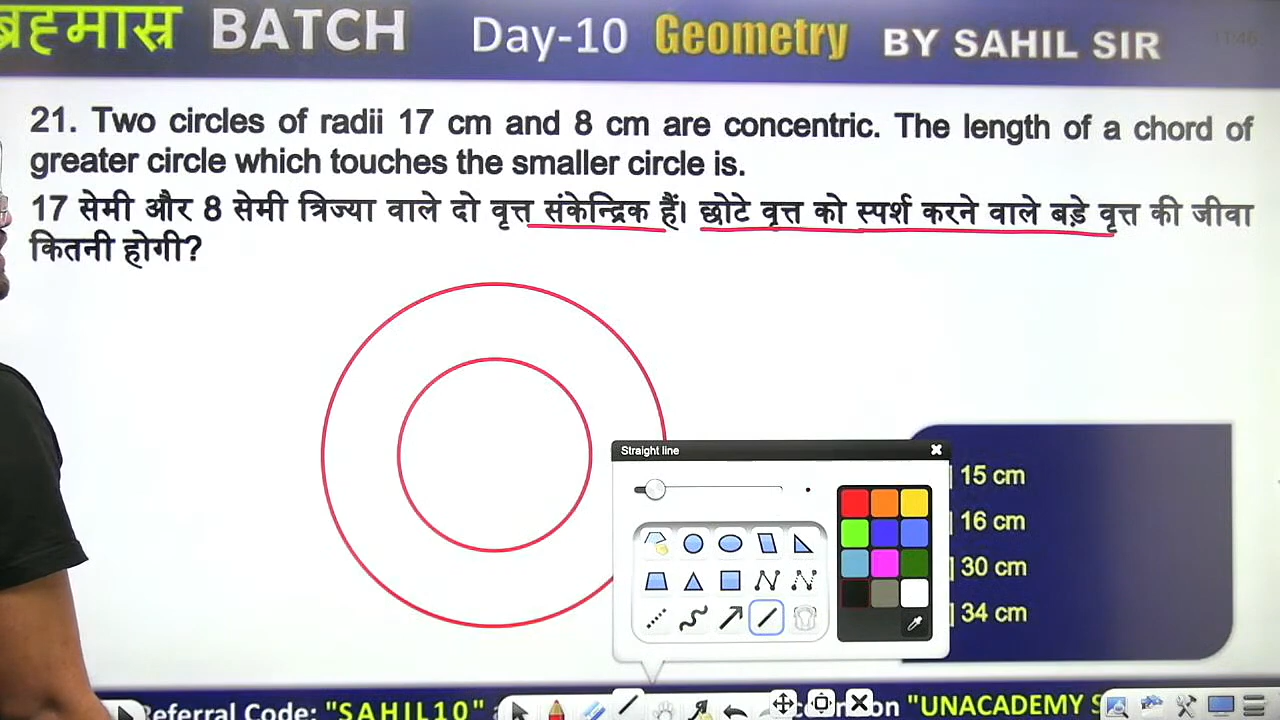 ब्रह्मास्र BATCH Day-10 Geometry BY SAHIL SIR
21. Two circles of radii 17 cm and 8 cm are concentric. The length of a chord of
greater circle which touches the smaller circle is.
17 सेमी और 8 सेमी त्रिज्या वाले दो वृत्त संकेन्द्रिक हैं। छोटे वृत्त को स्पर्श करने वाले बड़े वृत्त की जीवा
कितनी होगी?
Straight line
] 15 cm
] 16 cm
] 30 cm
] 34 cm
eferral Code: "SAHIL10" on "UNACADEMY S